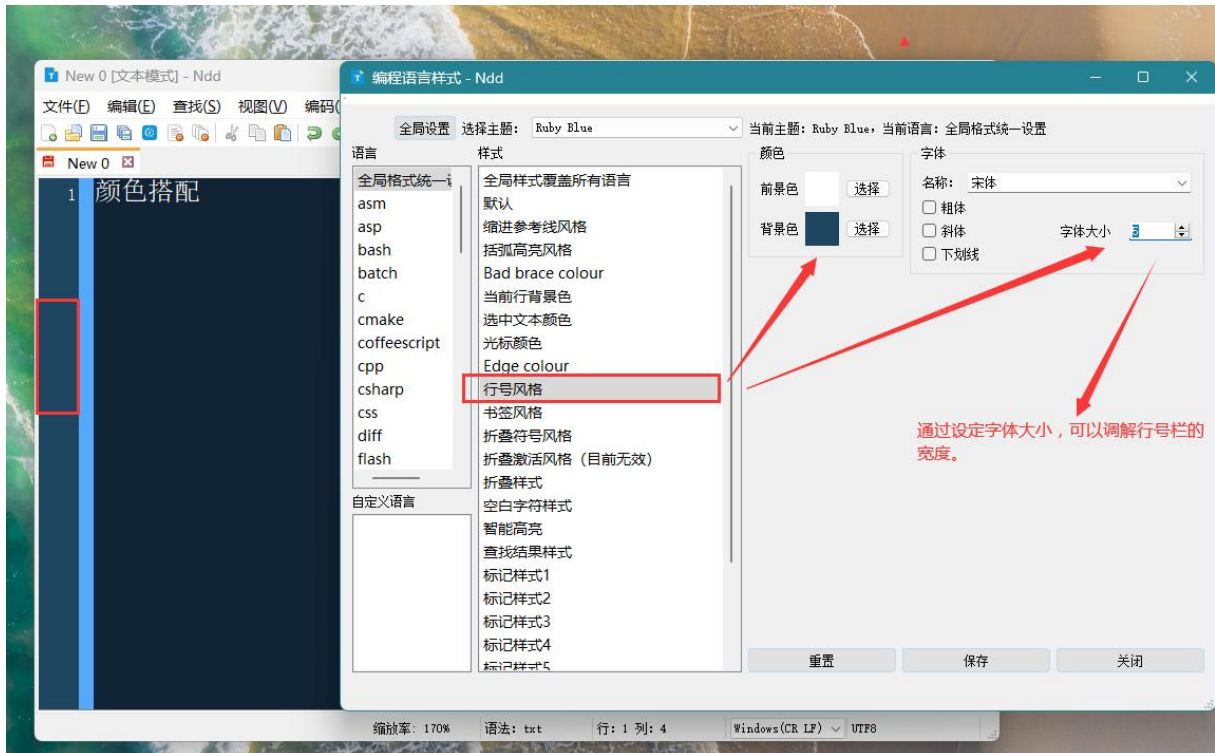 New 0 [文本模式] - Ndd
文件(F) 编辑(E) 查找(S) 视图(V) 编码(
New 0
1 颜色搭配
编程语言样式 - Ndd
全局设置 选择主题： Ruby Blue 当前主题：Ruby Blue，当前语言：全局格式统一设置
语言
全局格式统一
asm
asp
bash
batch
c
cmake
coffeescript
cpp
csharp
css
diff
flash
自定义语言
样式
全局样式覆盖所有语言
默认
缩进参考线风格
括弧高亮风格
Bad brace colour
当前行背景色
选中文本颜色
光标颜色
Edge colour
行号风格
书签风格
折叠符号风格
折叠激活风格（目前无效）
折叠样式
空白字符样式
智能高亮
查找结果样式
标记样式1
标记样式2
标记样式3
标记样式4
标记样式5
颜色
前景色 选择
背景色 选择
字体
名称： 宋体
粗体
斜体 字体大小
下划线
通过设定字体大小，可以调解行号栏的
宽度。
重置 保存 关闭
缩放率：170% 语法：txt 行：1 列：4 Windows(CR LF) UTF8